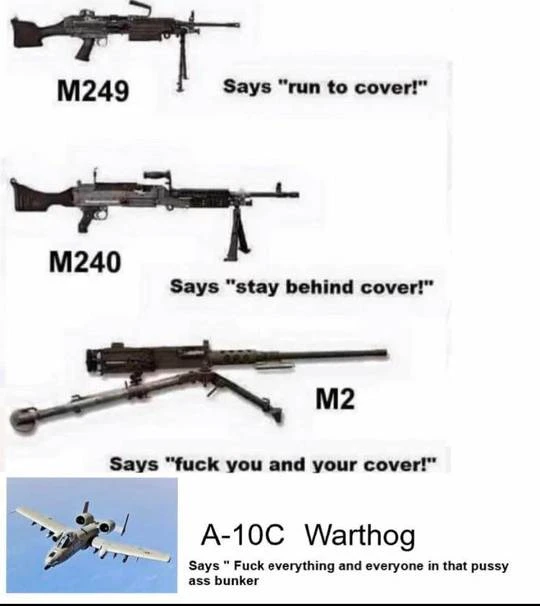 M249
Says "run to cover!"
M240
Says "stay behind cover!"
M2
Says "fuck you and your cover!"
A-10C Warthog
Says " Fuck everything and everyone in that pussy
ass bunker